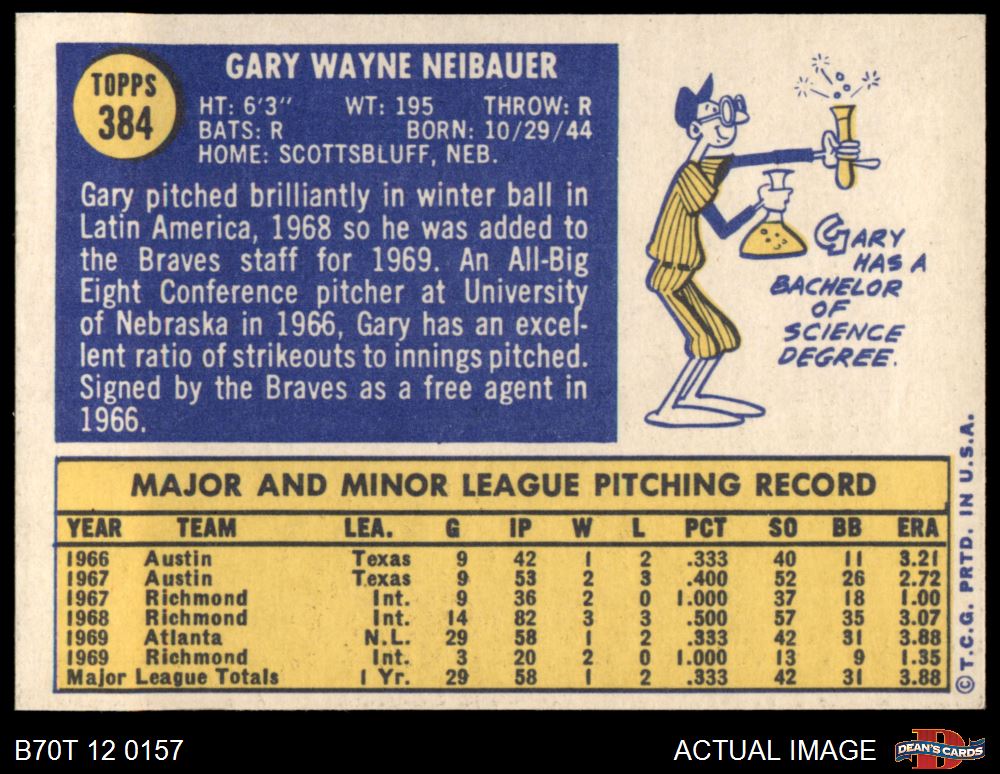 TOPPS
384
GARY WAYNE NEIBAUER
HT: 6'3" WT: 195 THROW: R
BATS: R BORN: 10/29/44
HOME: SCOTTSBLUFF, NEB.
Gary pitched brilliantly in winter ball in
Latin America, 1968 so he was added to
the Braves staff for 1969. An All-Big
Eight Conference pitcher at University
of Nebraska in 1966, Gary has an excel-
lent ratio of strikeouts to innings pitched.
Signed by the Braves as a free agent in
1966.
GARY
HAS A
BACHELOR
OF
SCIENCE
DEGREE.
MAJOR AND MINOR LEAGUE PITCHING RECORD
YEAR TEAM LEA. G IP W L PCT SO BB ERA
1966 Austin Texas 9 42 1 2 .333 40 11 3.21
1967 Austin Texas 9 53 2 3 .400 52 26 2.72
1967 Richmond Int. 9 36 2 0 1.000 37 18 1.00
1968 Richmond Int. 14 82 3 3 .500 57 35 3.07
1969 Atlanta N.L. 29 58 1 2 .333 42 31 3.88
1969 Richmond Int. 3 20 2 0 1.000 13 9 1.35
Major League Totals 1 Yr. 29 58 1 2 .333 42 31 3.88
©T.C.G. PRTD. IN U.S.A.
B70T 12 0157
ACTUAL IMAGE
D
DEAN'S CARDS